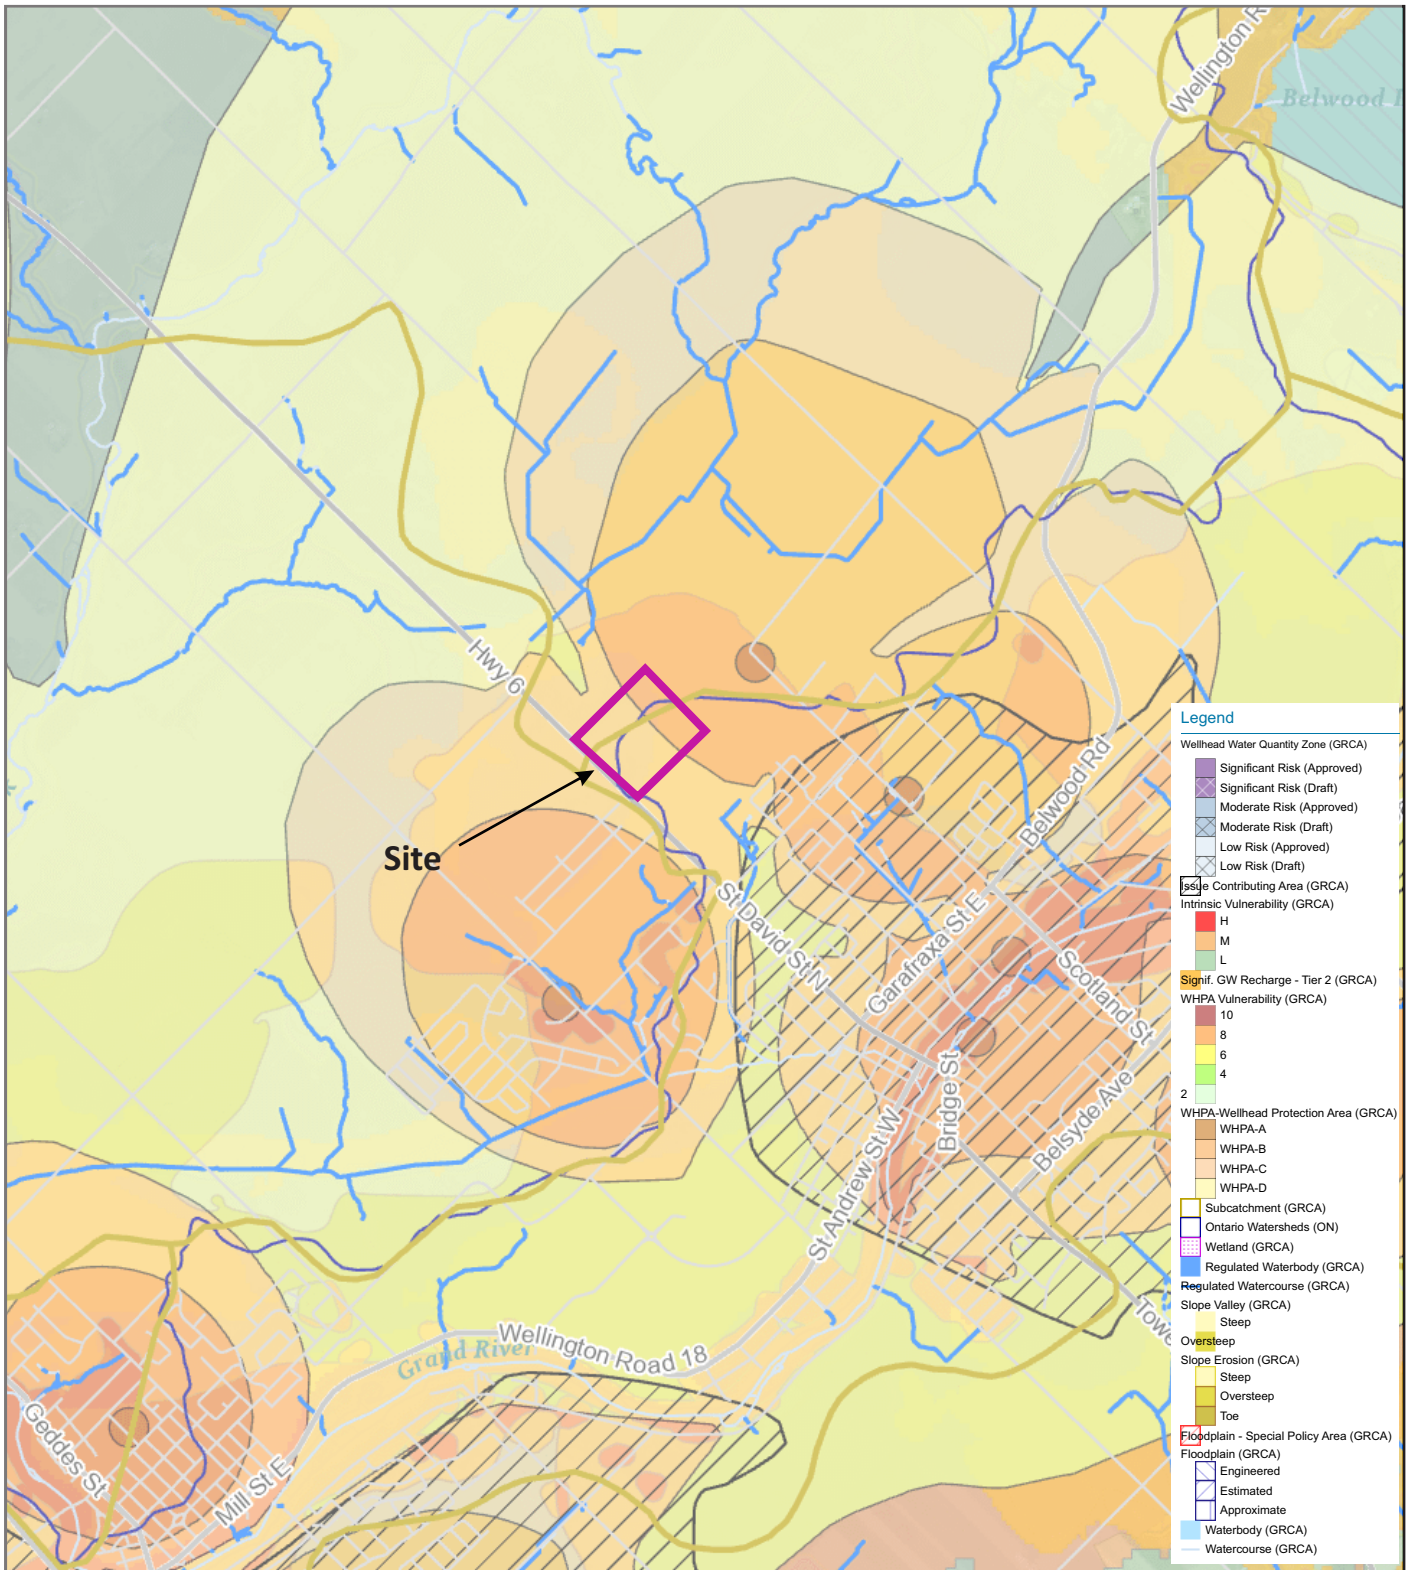 Wellington R
Belwood
Hwy 6
Site
Belwood Rd
St David St N
Garafraxa St E
Scotland St
Bridge St
Belsyde Ave
St Andrew St W
Towe
Wellington Road 18
Grand River
Geddes St
Mill St E
Legend
Wellhead Water Quantity Zone (GRCA)
Significant Risk (Approved)
Significant Risk (Draft)
Moderate Risk (Approved)
Moderate Risk (Draft)
Low Risk (Approved)
Low Risk (Draft)
Issue Contributing Area (GRCA)
Intrinsic Vulnerability (GRCA)
H
M
L
Signif. GW Recharge - Tier 2 (GRCA)
WHPA Vulnerability (GRCA)
10
8
6
4
2
WHPA-Wellhead Protection Area (GRCA)
WHPA-A
WHPA-B
WHPA-C
WHPA-D
Subcatchment (GRCA)
Ontario Watersheds (ON)
Wetland (GRCA)
Regulated Waterbody (GRCA)
Regulated Watercourse (GRCA)
Slope Valley (GRCA)
Steep
Oversteep
Slope Erosion (GRCA)
Steep
Oversteep
Toe
Floodplain - Special Policy Area (GRCA)
Floodplain (GRCA)
Engineered
Estimated
Approximate
Waterbody (GRCA)
Watercourse (GRCA)